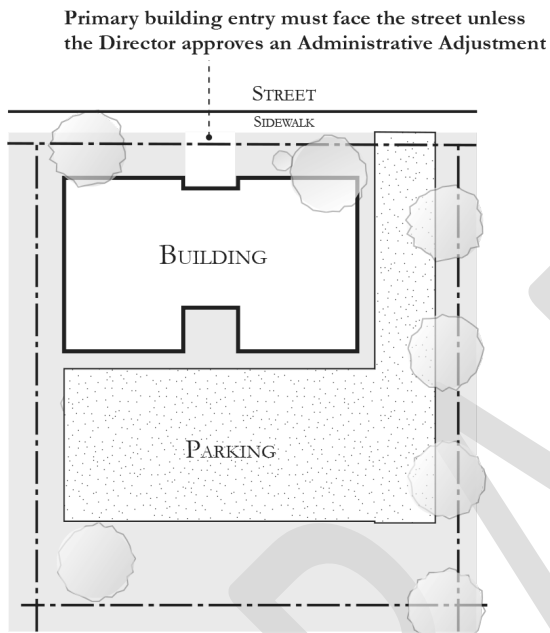 Primary building entry must face the street unless
the Director approves an Administrative Adjustment
Street
Sidewalk
Building
Parking